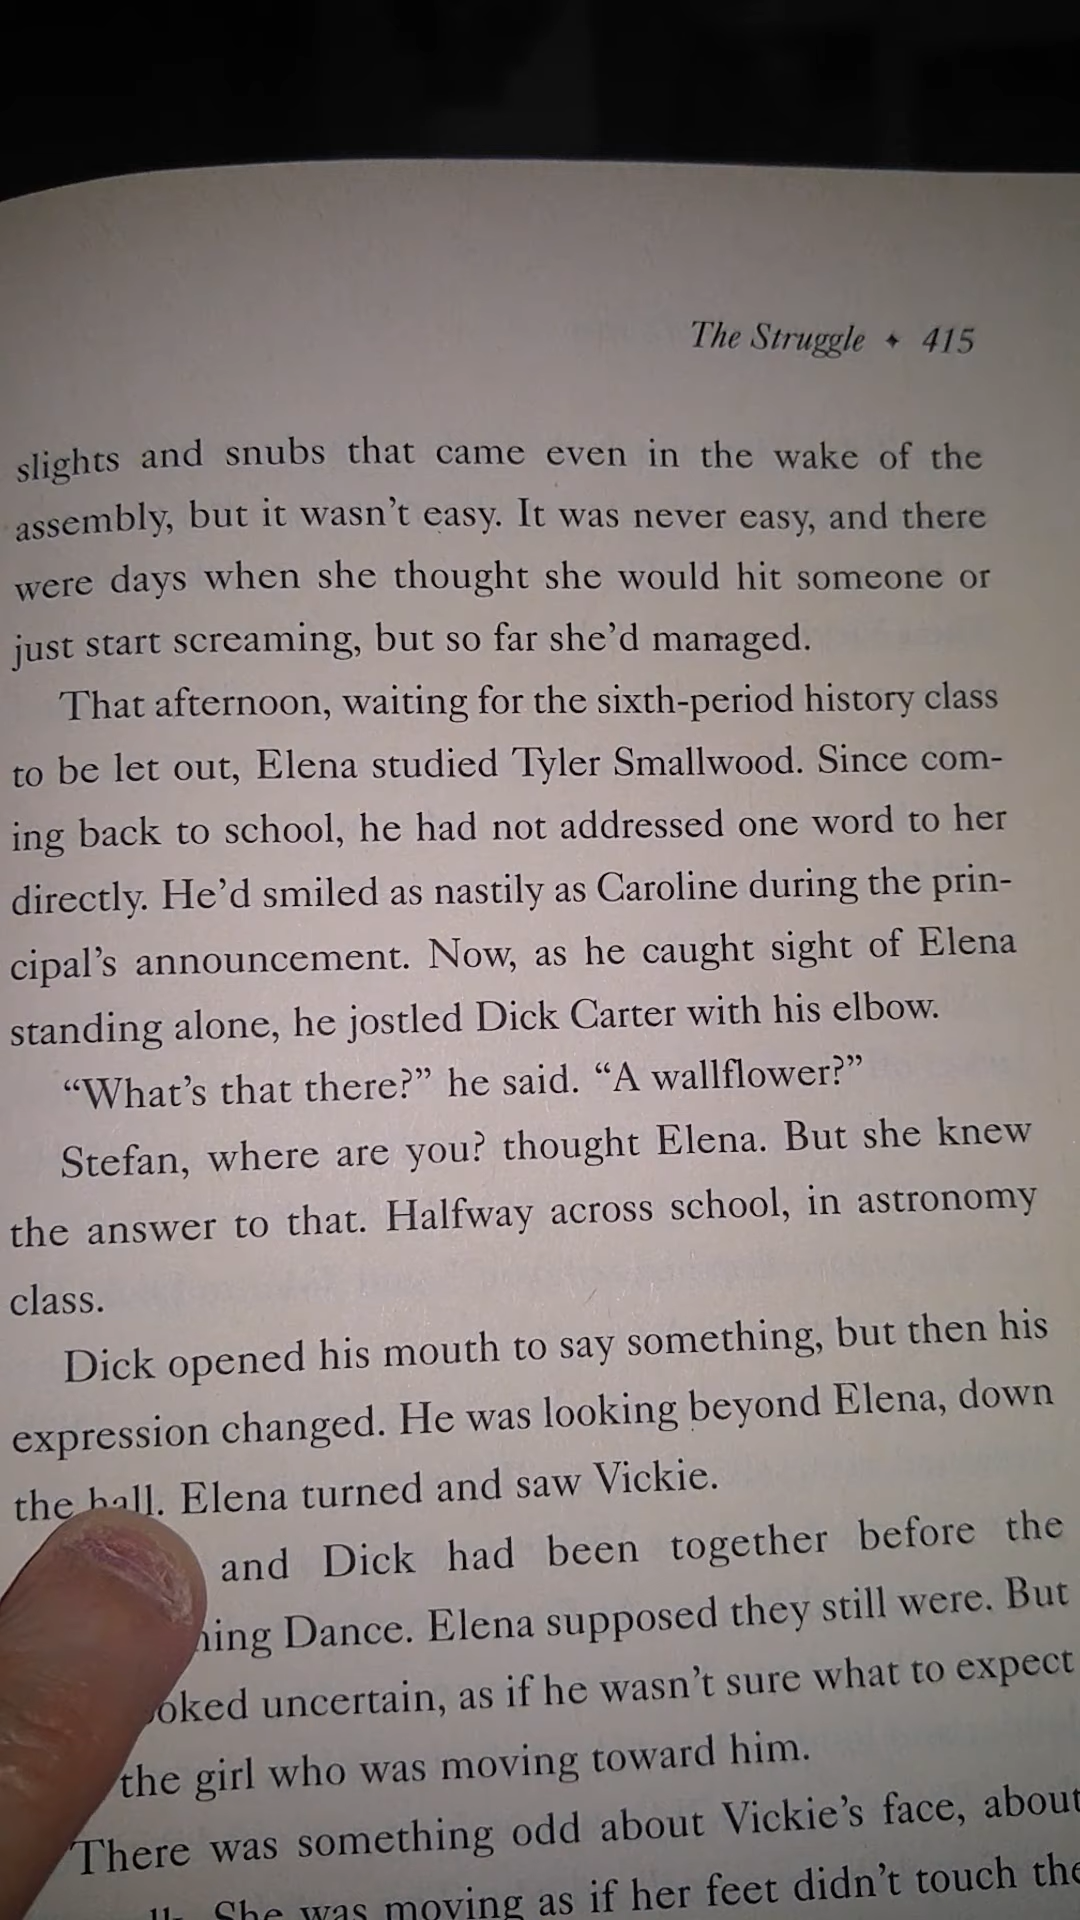 The Struggle ✦ 415
slights and snubs that came even in the wake of the
assembly, but it wasn’t easy. It was never easy, and there
were days when she thought she would hit someone or
just start screaming, but so far she’d managed.
That afternoon, waiting for the sixth-period history class
to be let out, Elena studied Tyler Smallwood. Since com-
ing back to school, he had not addressed one word to her
directly. He’d smiled as nastily as Caroline during the prin-
cipal’s announcement. Now, as he caught sight of Elena
standing alone, he jostled Dick Carter with his elbow.
“What’s that there?” he said. “A wallflower?”
Stefan, where are you? thought Elena. But she knew
the answer to that. Halfway across school, in astronomy
class.
Dick opened his mouth to say something, but then his
expression changed. He was looking beyond Elena, down
the hall. Elena turned and saw Vickie.
and Dick had been together before the
Dance. Elena supposed they still were. But
uncertain, as if he wasn’t sure what to expect
the girl who was moving toward him.
There was something odd about Vickie’s face, about
She was moving as if her feet didn’t touch the